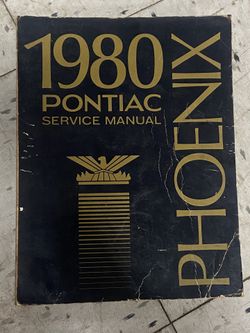 1980
PONTIAC
SERVICE MANUAL
PHOENIX